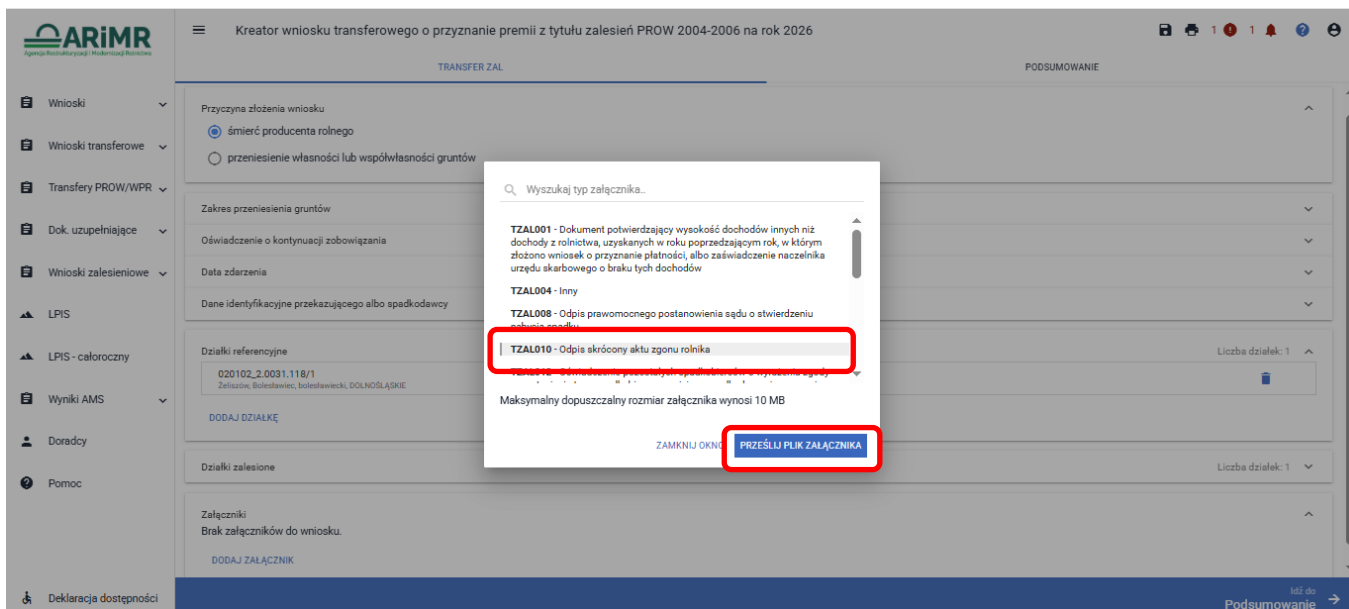 ARiMR
Agencja Restrukturyzacji i Modernizacji Rolnictwa
Kreator wniosku transferowego o przyznanie premii z tytułu zalesień PROW 2004-2006 na rok 2026
1 1
TRANSFER ZAL
PODSUMOWANIE
Wnioski
Wnioski transferowe
Transfery PROW/WPR
Dok. uzupełniające
Wnioski zalesieniowe
LPIS
LPIS - całoroczny
Wyniki AMS
Doradcy
Pomoc
Deklaracja dostępności
Przyczyna złożenia wniosku
śmierć producenta rolnego
przeniesienie własności lub współwłasności gruntów
Zakres przeniesienia gruntów
Oświadczenie o kontynuacji zobowiązania
Data zdarzenia
Dane identyfikacyjne przekazującego albo spadkodawcy
Działki referencyjne
Liczba działek: 1
020102_2.0031.118/1
Żeliszów, Bolesławiec, bolesławiecki, DOLNOŚLĄSKIE
DODAJ DZIAŁKĘ
Działki zalesione
Liczba działek: 1
Załączniki
Brak załączników do wniosku.
DODAJ ZAŁĄCZNIK
Idź do
Podsumowanie
Wyszukaj typ załącznika..
TZAL001 - Dokument potwierdzający wysokość dochodów innych niż
dochody z rolnictwa, uzyskanych w roku poprzedzającym rok, w którym
złożono wniosek o przyznanie płatności, albo zaświadczenie naczelnika
urzędu skarbowego o braku tych dochodów
TZAL004 - Inny
TZAL008 - Odpis prawomocnego postanowienia sądu o stwierdzeniu
nabycia spadku
TZAL010 - Odpis skrócony aktu zgonu rolnika
Maksymalny dopuszczalny rozmiar załącznika wynosi 10 MB
ZAMKNIJ OKNO
PRZEŚLIJ PLIK ZAŁĄCZNIKA